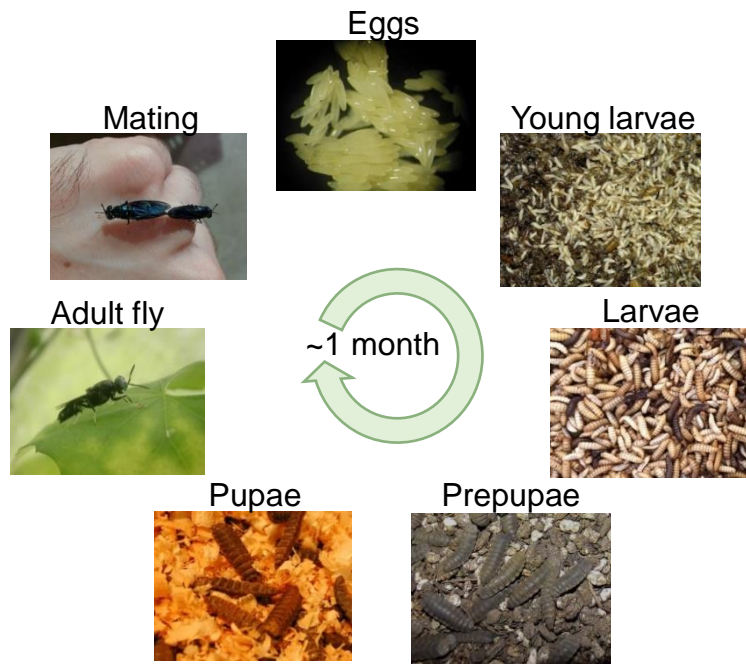 Eggs
Mating
Young larvae
Larvae
Adult fly
~1 month
Pupae
Prepupae